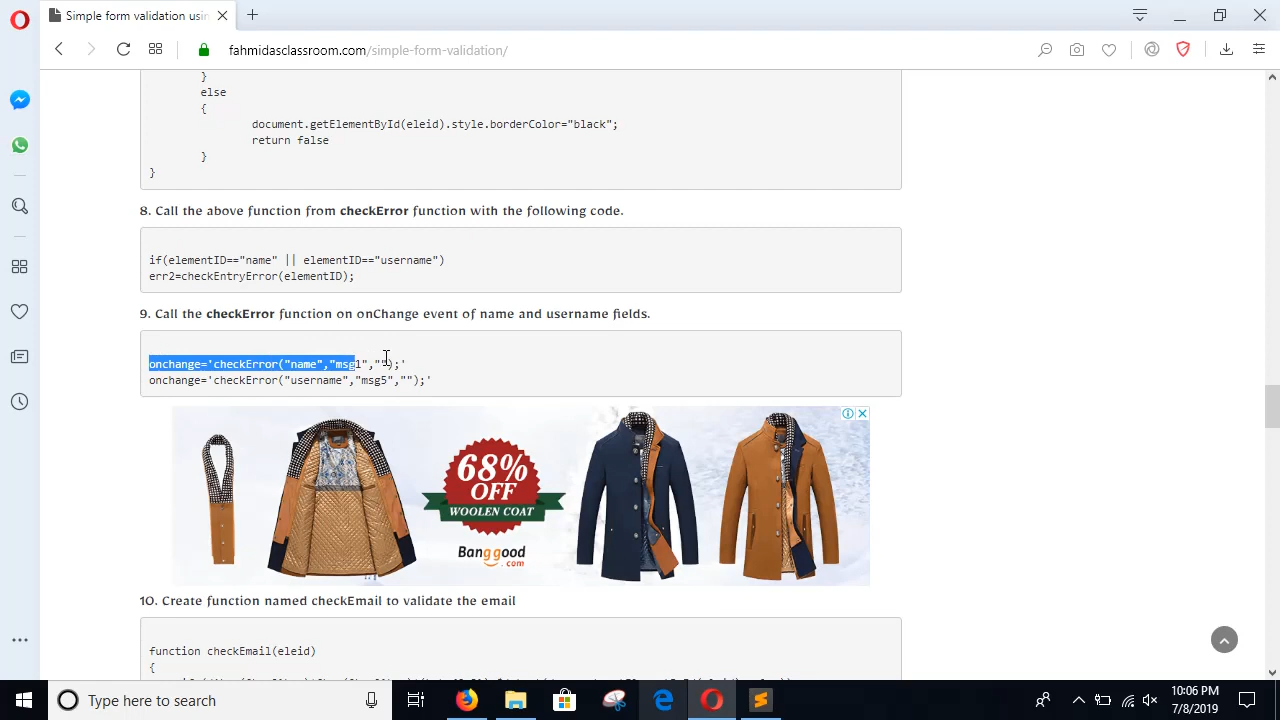 Simple form validation usin
fahmidasclassroom.com/simple-form-validation/
}
else
{
document.getElementById(eleid).style.borderColor="black";
return false
}
}
8. Call the above function from checkError function with the following code.
if(elementID=="name" || elementID=="username")
err2=checkEntryError(elementID);
9. Call the checkError function on onChange event of name and username fields.
onchange='checkError("name","msg1","");'
onchange='checkError("username","msg5","");'
68%
OFF
WOOLEN COAT
Banggood
.com
10. Create function named checkEmail to validate the email
function checkEmail(eleid)
{
Type here to search
10:06 PM
7/8/2019